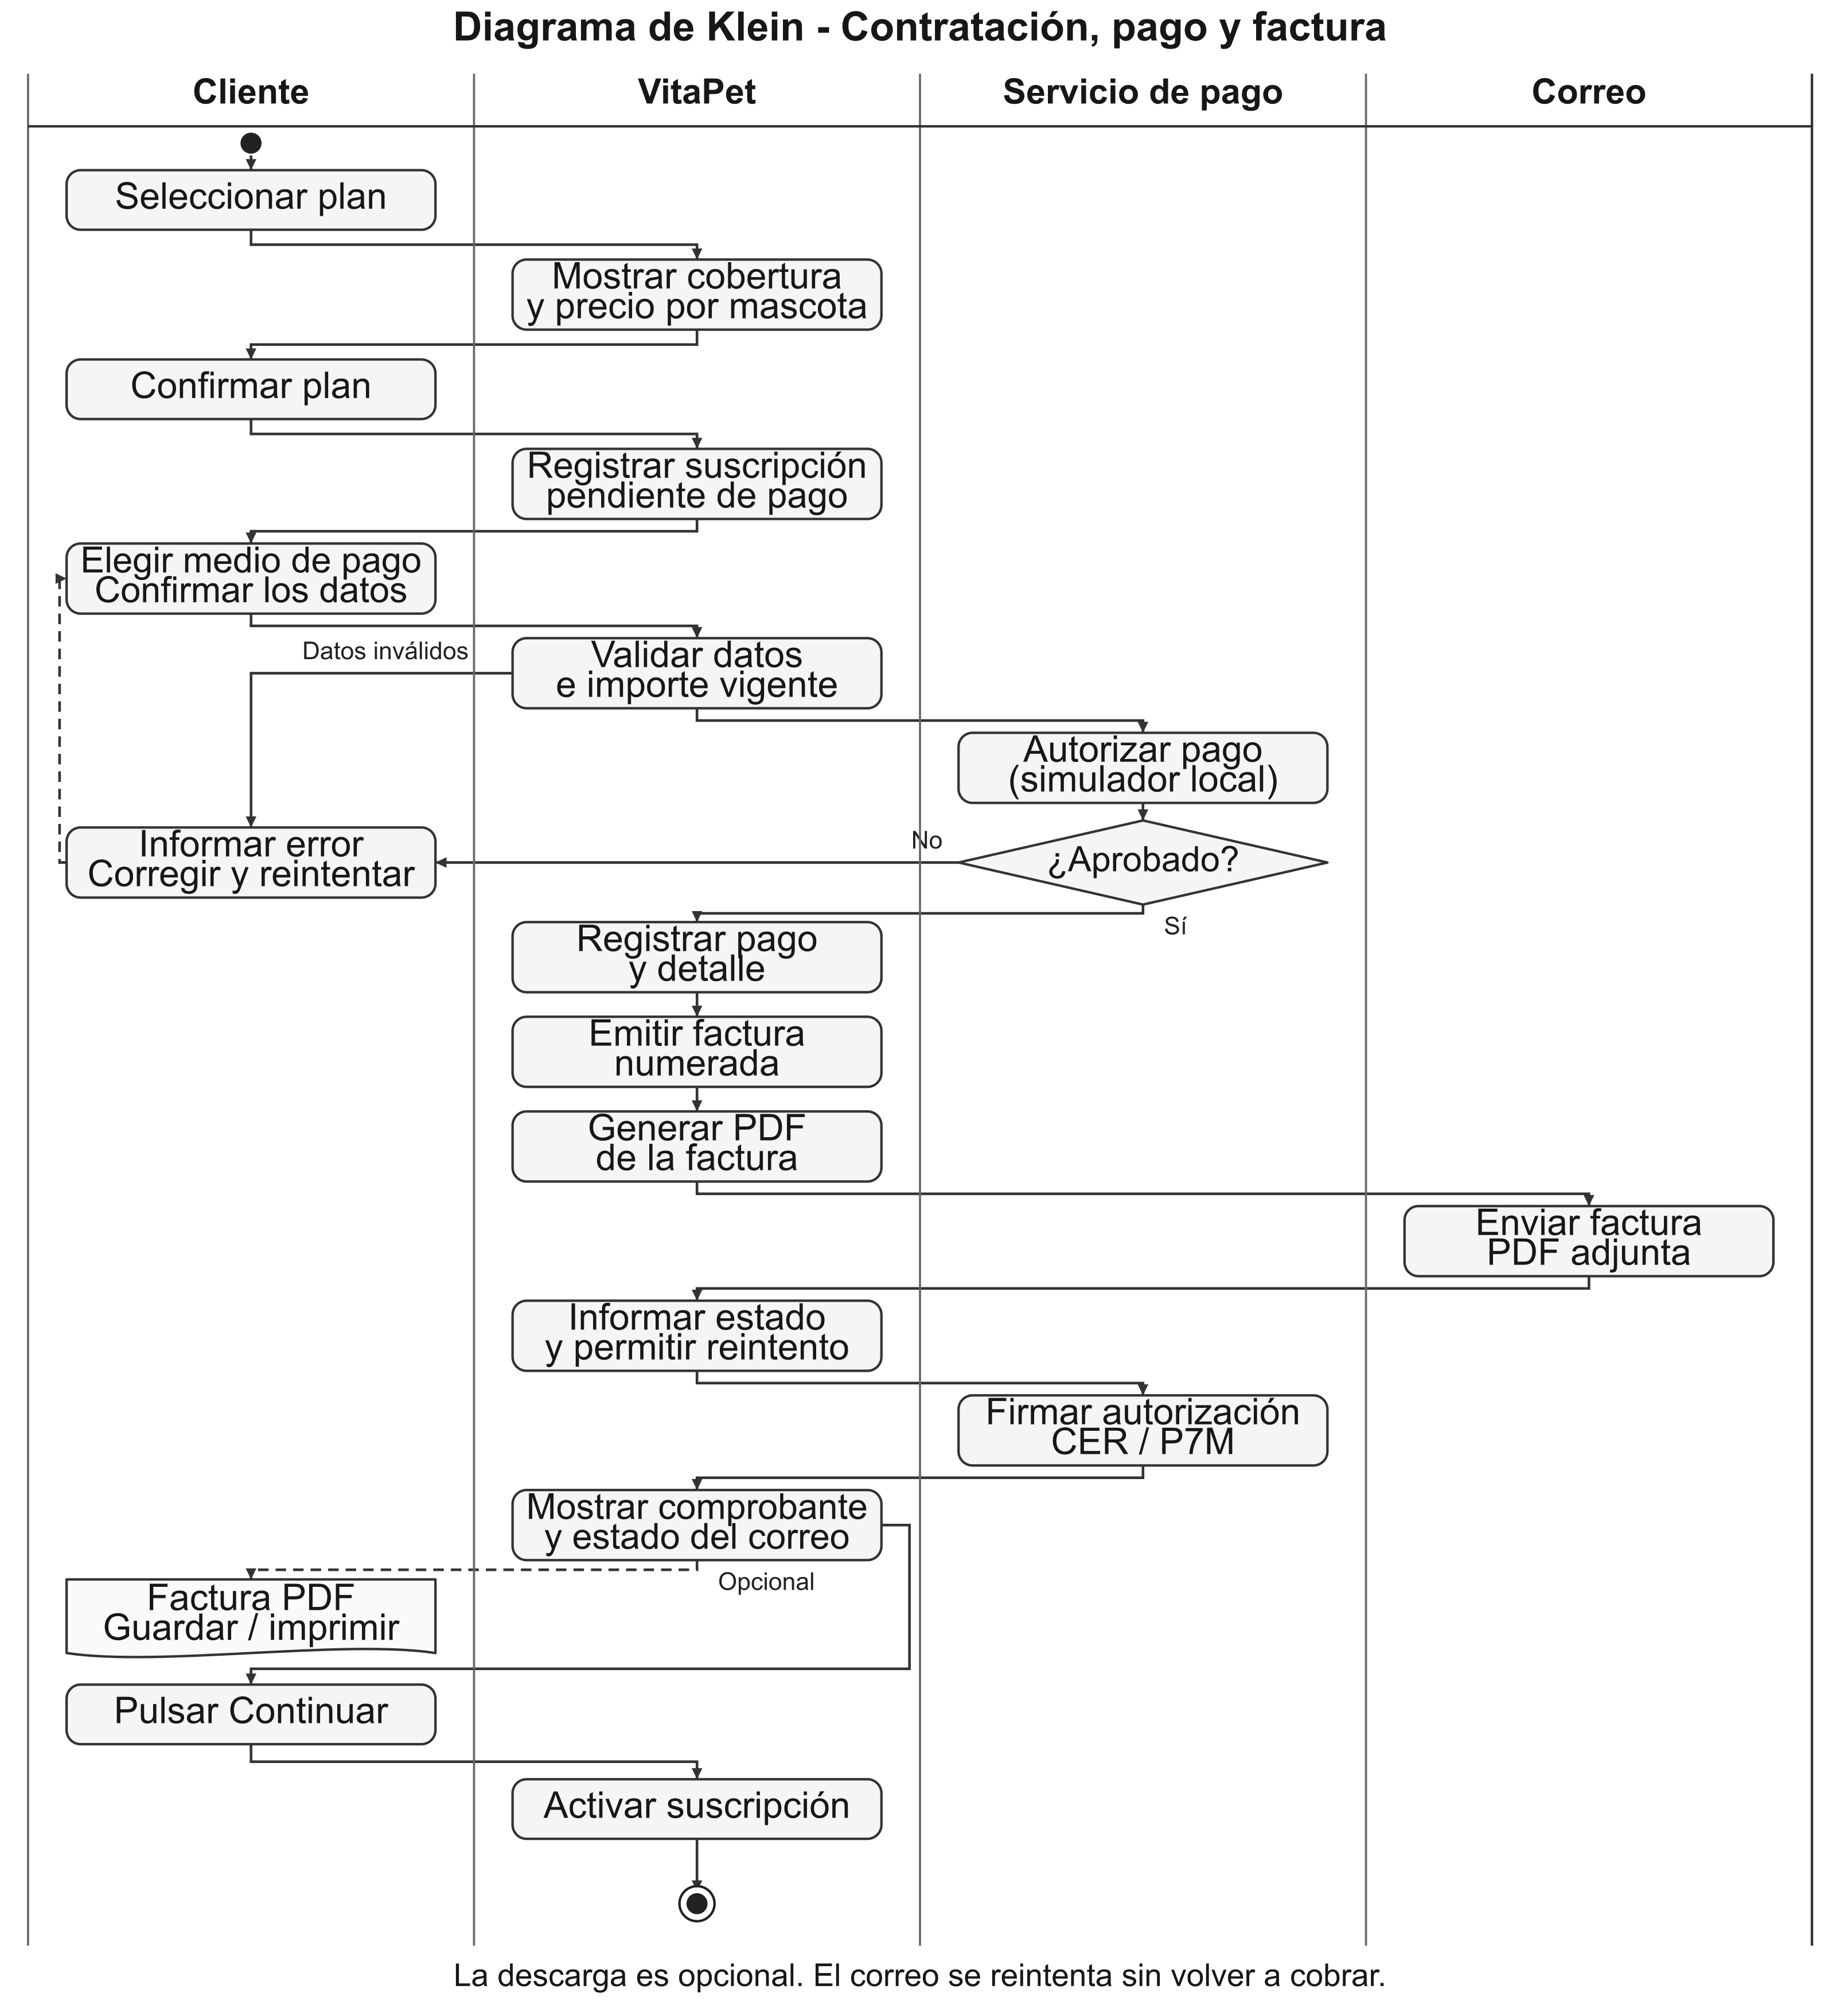 Diagrama de Klein - Contratación, pago y factura
Cliente
VitaPet
Servicio de pago
Correo
Seleccionar plan
Mostrar cobertura
y precio por mascota
Confirmar plan
Registrar suscripción
pendiente de pago
Elegir medio de pago
Confirmar los datos
Datos inválidos
Validar datos
e importe vigente
Autorizar pago
(simulador local)
Informar error
Corregir y reintentar
No
¿Aprobado?
Sí
Registrar pago
y detalle
Emitir factura
numerada
Generar PDF
de la factura
Enviar factura
PDF adjunta
Informar estado
y permitir reintento
Firmar autorización
CER / P7M
Mostrar comprobante
y estado del correo
Opcional
Factura PDF
Guardar / imprimir
Pulsar Continuar
Activar suscripción
La descarga es opcional. El correo se reintenta sin volver a cobrar.